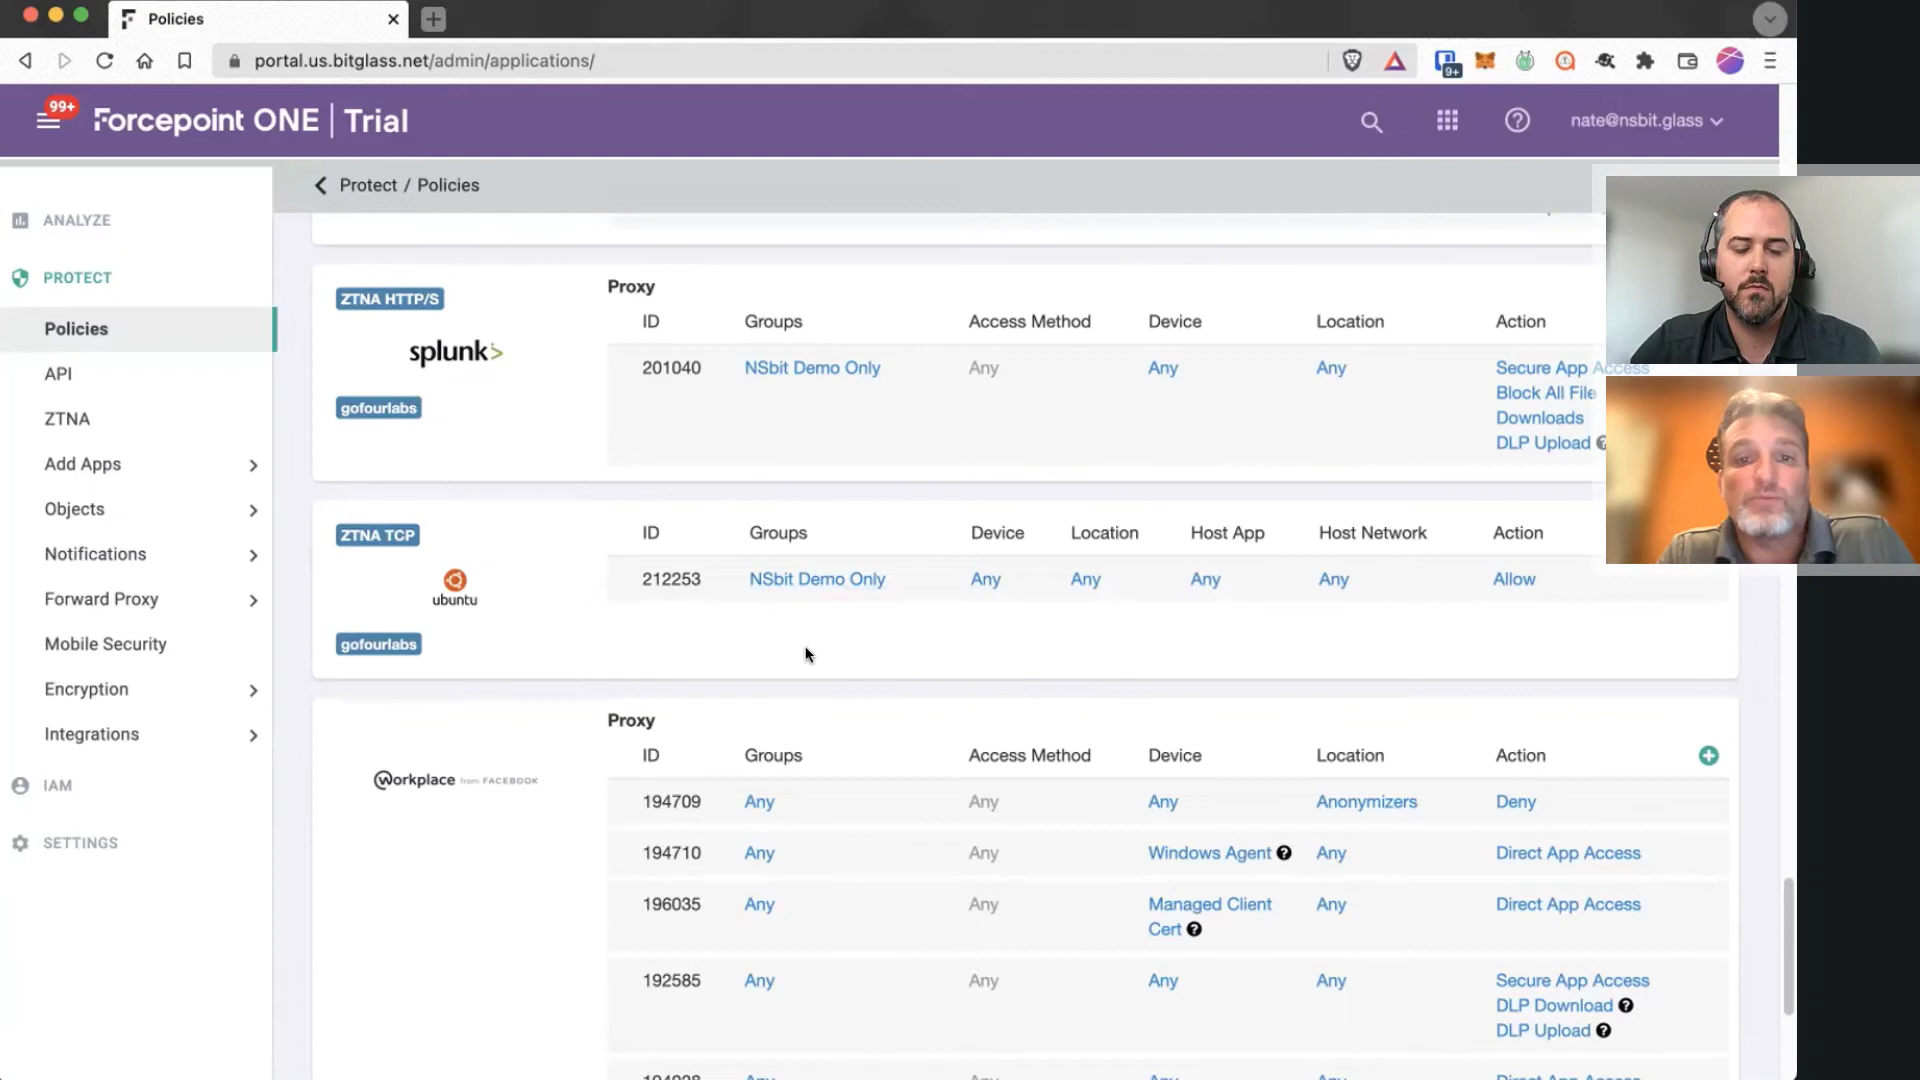 Policies
portal.us.bitglass.net/admin/applications/
9+
99+
Forcepoint ONE | Trial
nate@nsbit.glass
ANALYZE
PROTECT
Policies
API
ZTNA
Add Apps
Objects
Notifications
Forward Proxy
Mobile Security
Encryption
Integrations
IAM
SETTINGS
Protect / Policies
ZTNA HTTP/S
splunk>
gofourlabs
Proxy
ID Groups Access Method Device Location Action
201040 NSbit Demo Only Any Any Any Secure App Access
Block All File
Downloads
DLP Upload
ZTNA TCP
ubuntu
gofourlabs
ID Groups Device Location Host App Host Network Action
212253 NSbit Demo Only Any Any Any Any Allow
Workplace from FACEBOOK
Proxy
ID Groups Access Method Device Location Action
194709 Any Any Any Anonymizers Deny
194710 Any Any Windows Agent Any Direct App Access
196035 Any Any Managed Client Any Direct App Access
Cert
192585 Any Any Any Any Secure App Access
DLP Download
DLP Upload